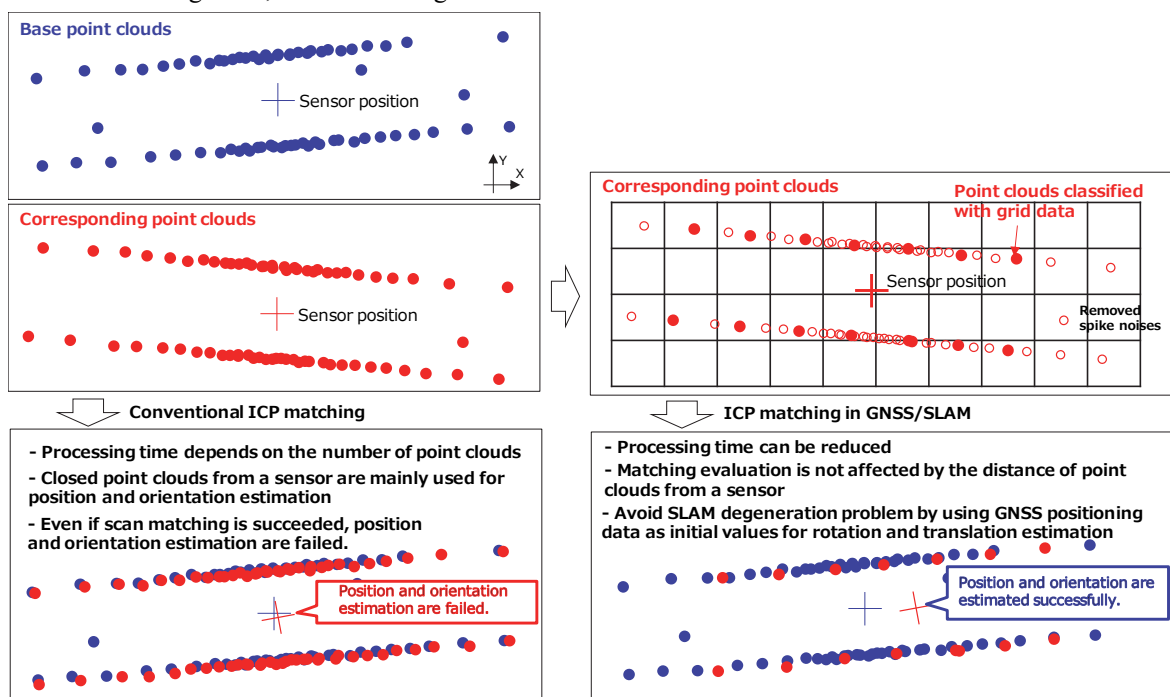 Base point clouds
Sensor position
Y
X
Corresponding point clouds
Sensor position
Corresponding point clouds
Point clouds classified
with grid data
Sensor position
Removed
spike noises
Conventional ICP matching
ICP matching in GNSS/SLAM
- Processing time depends on the number of point clouds
- Closed point clouds from a sensor are mainly used for
position and orientation estimation
- Even if scan matching is succeeded, position
and orientation estimation are failed.
Position and orientation
estimation are failed.
- Processing time can be reduced
- Matching evaluation is not affected by the distance of point
clouds from a sensor
- Avoid SLAM degeneration problem by using GNSS positioning
data as initial values for rotation and translation estimation
Position and orientation are
estimated successfully.